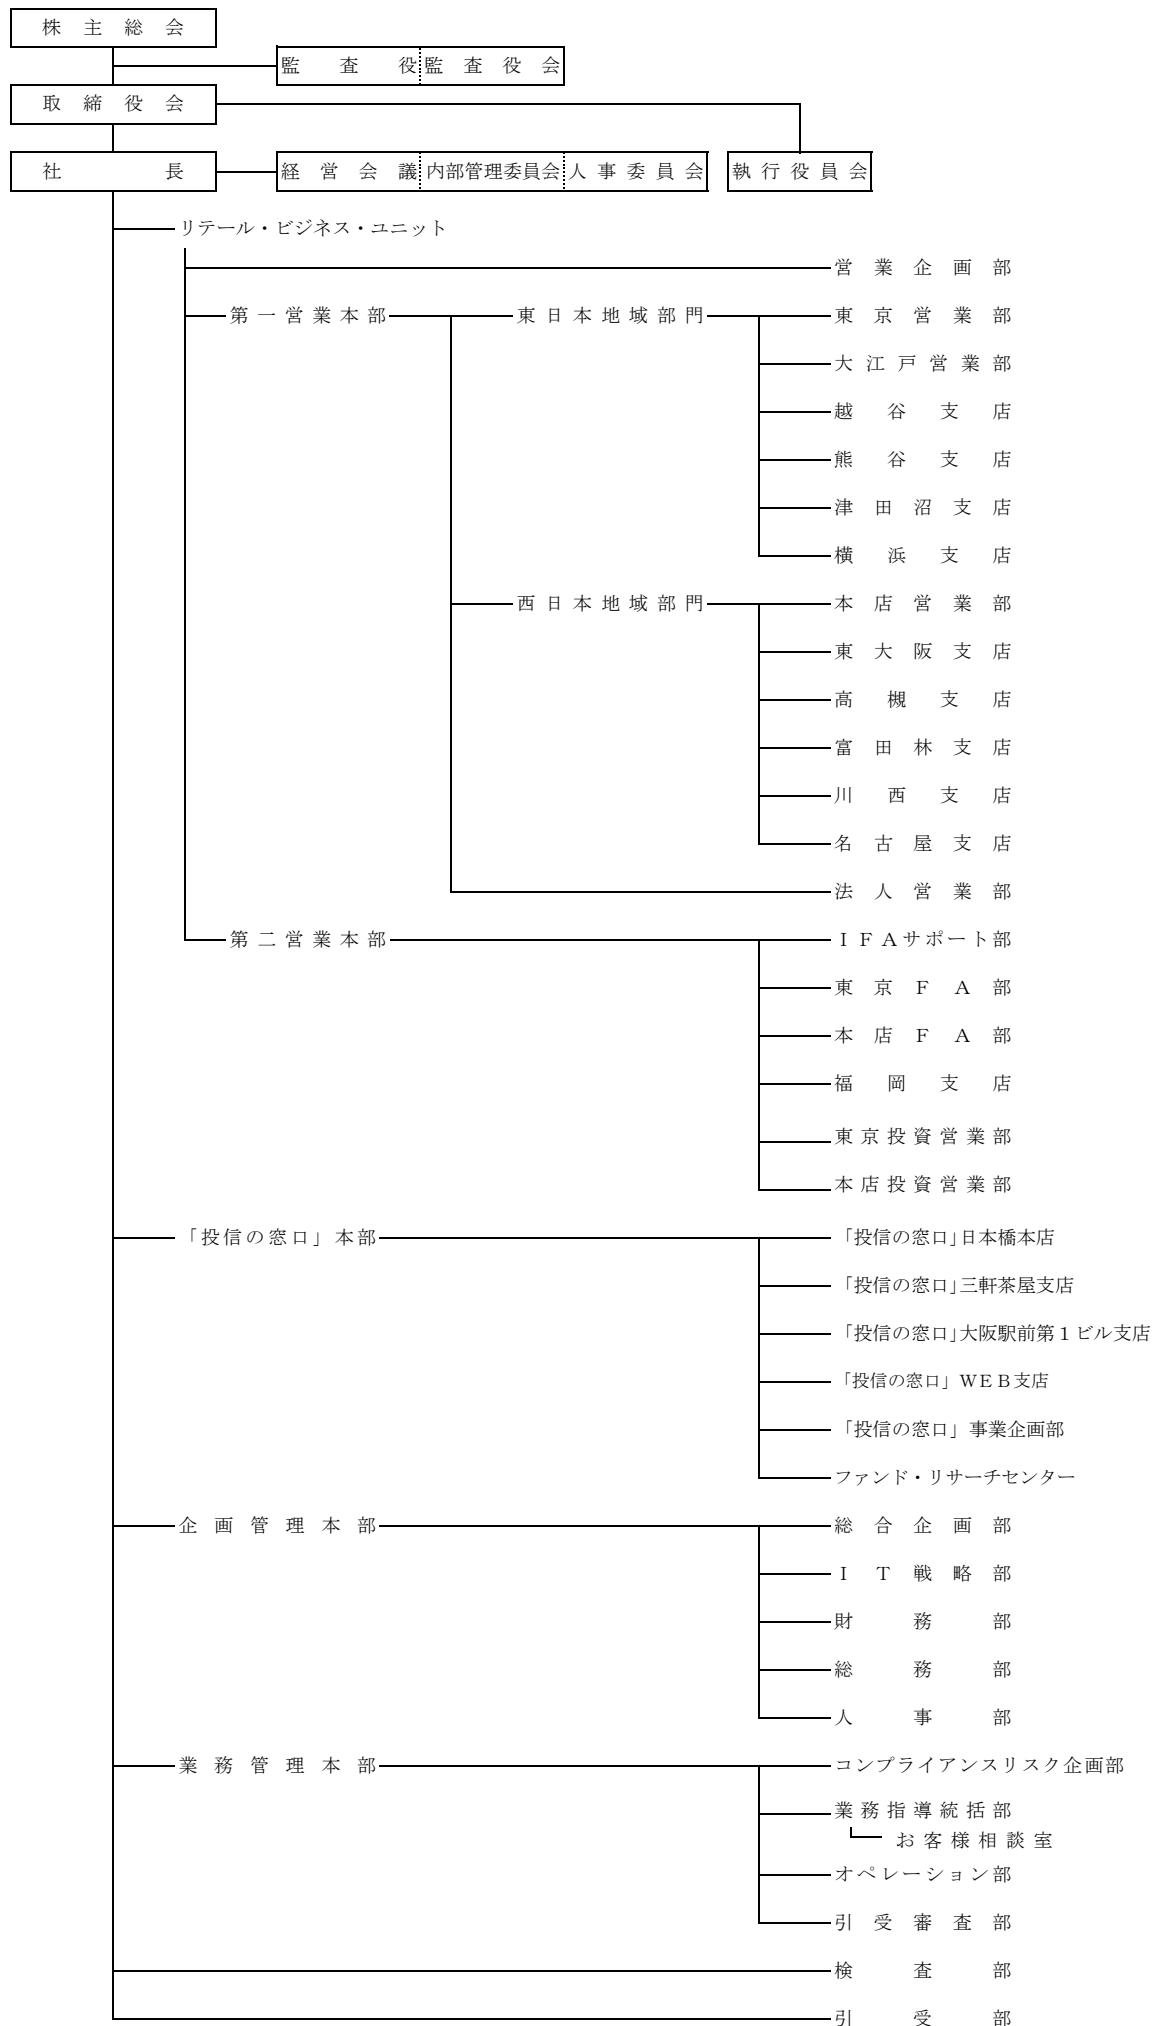 株主総会
監査役 監査役会
取締役会
社長 経営会議 内部管理委員会 人事委員会 執行役員会
リテール・ビジネス・ユニット
営業企画部
第一営業本部 東日本地域部門 東京営業部
大江戸営業部
越谷支店
熊谷支店
津田沼支店
横浜支店
西日本地域部門 本店営業部
東大阪支店
高槻支店
富田林支店
川西支店
名古屋支店
法人営業部
第二営業本部 ＩＦＡサポート部
東京ＦＡ部
本店ＦＡ部
福岡支店
東京投資営業部
本店投資営業部
「投信の窓口」本部 「投信の窓口」日本橋本店
「投信の窓口」三軒茶屋支店
「投信の窓口」大阪駅前第１ビル支店
「投信の窓口」ＷＥＢ支店
「投信の窓口」事業企画部
ファンド・リサーチセンター
企画管理本部 総合企画部
ＩＴ戦略部
財務部
総務部
人事部
業務管理本部 コンプライアンスリスク企画部
業務指導統括部
お客様相談室
オペレーション部
引受審査部
検査部
引受部